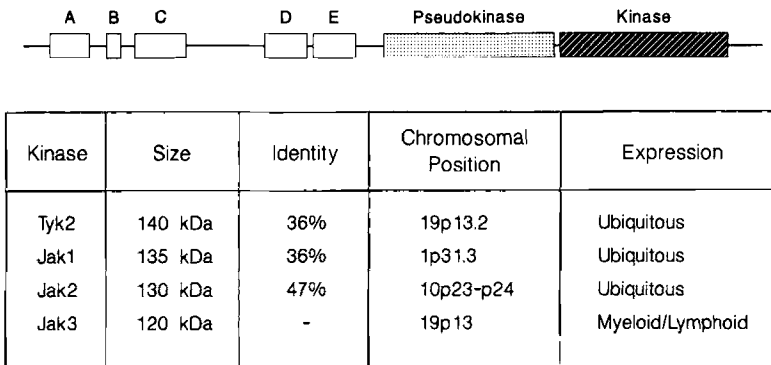 A B C D E Pseudokinase Kinase
Kinase Size Identity Chromosomal Position Expression
Tyk2 140 kDa 36% 19p13.2 Ubiquitous
Jak1 135 kDa 36% 1p31.3 Ubiquitous
Jak2 130 kDa 47% 10p23-p24 Ubiquitous
Jak3 120 kDa - 19p13 Myeloid/Lymphoid